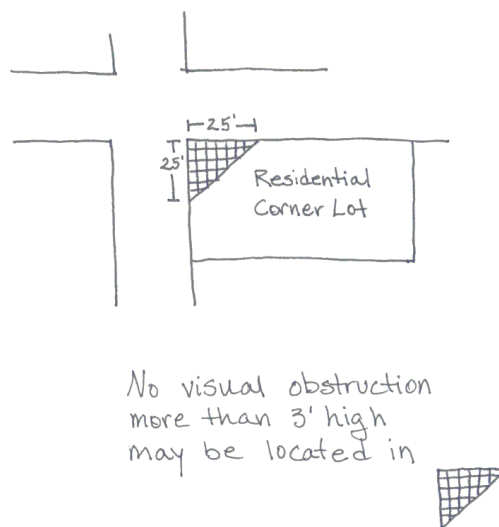 25'
25'
Residential
Corner Lot
No visual obstruction
more than 3' high
may be located in